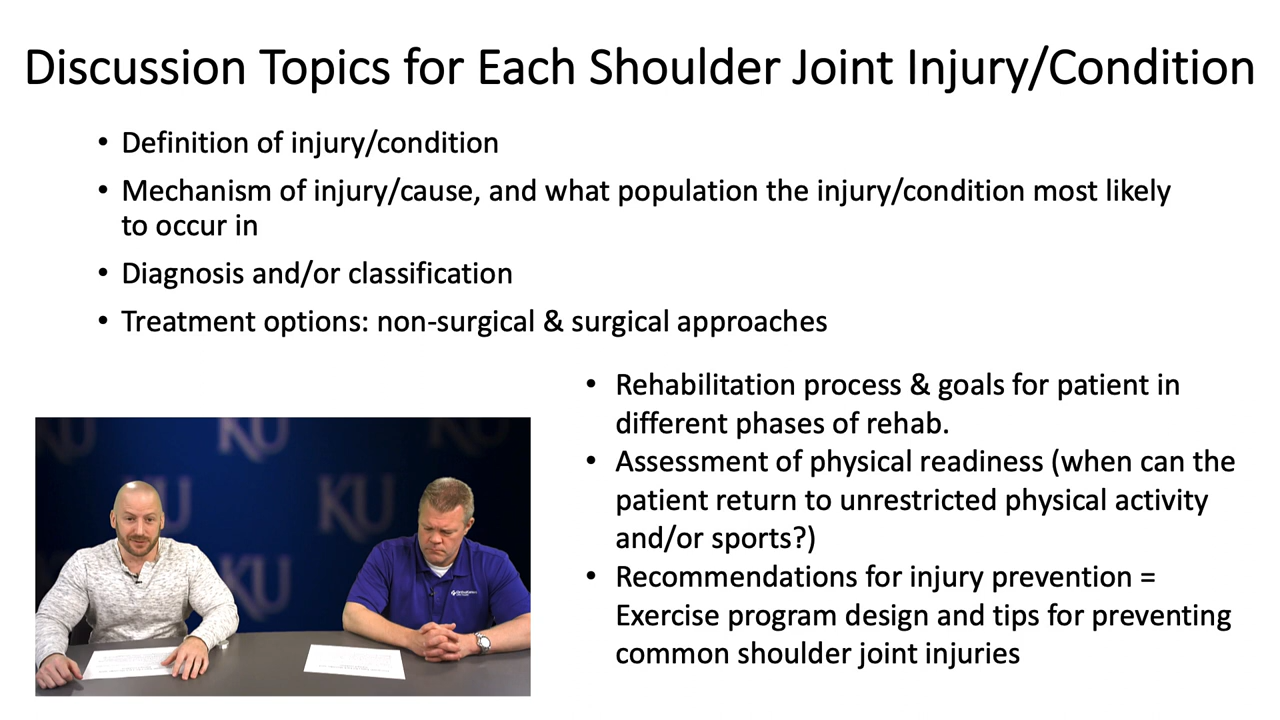 Discussion Topics for Each Shoulder Joint Injury/Condition
• Definition of injury/condition
• Mechanism of injury/cause, and what population the injury/condition most likely
to occur in
• Diagnosis and/or classification
• Treatment options: non-surgical & surgical approaches
• Rehabilitation process & goals for patient in
different phases of rehab.
• Assessment of physical readiness (when can the
patient return to unrestricted physical activity
and/or sports?)
• Recommendations for injury prevention =
Exercise program design and tips for preventing
common shoulder joint injuries
KU
KU
KU
KU